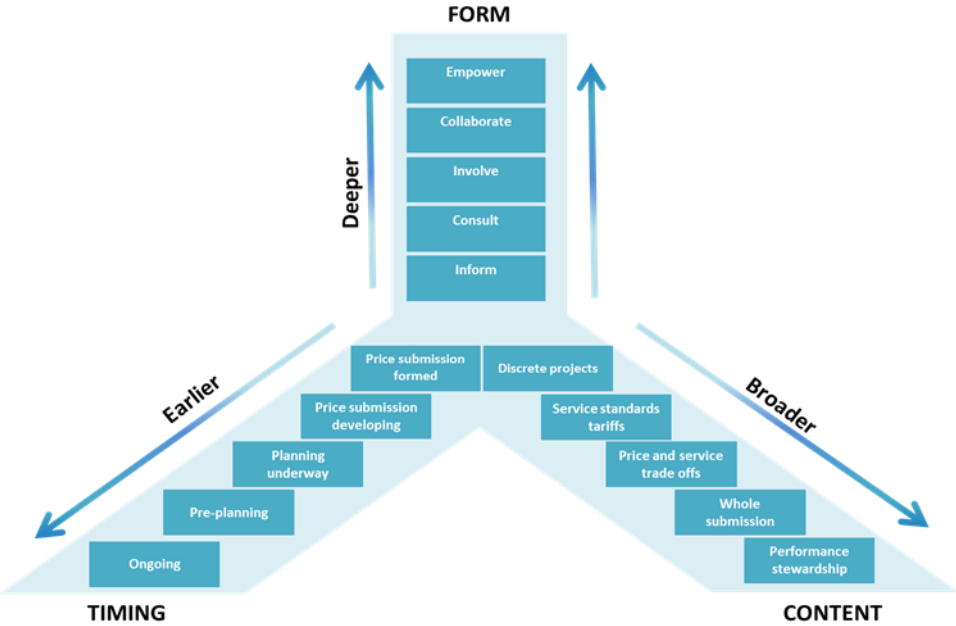 FORM
Empower
Collaborate
Involve
Consult
Inform
Deeper
Price submission
formed
Discrete projects
Earlier
Broader
Price submission
developing
Service standards
tariffs
Planning
underway
Price and service
trade offs
Pre-planning
Whole
submission
Ongoing
Performance
stewardship
TIMING
CONTENT